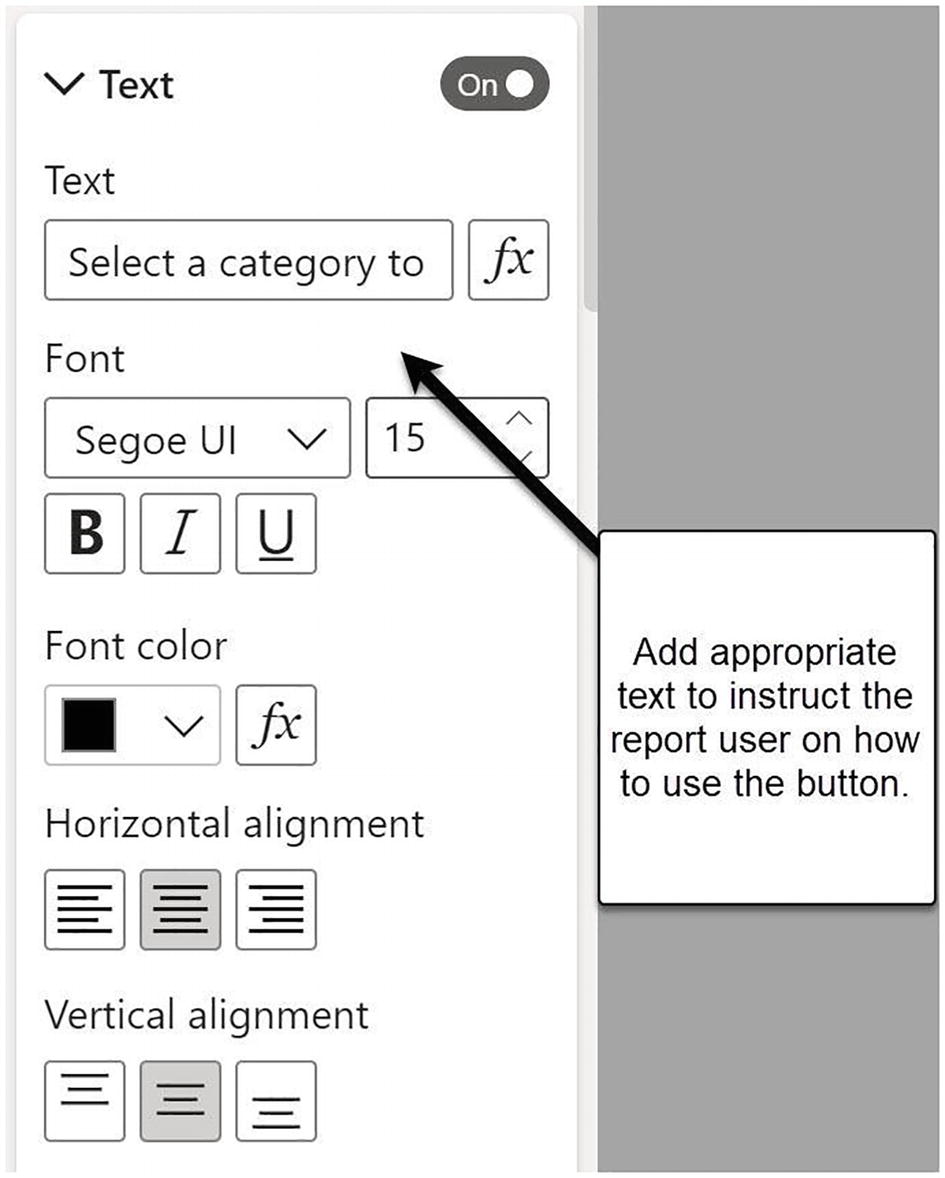 Text
On
Text
Select a category to
fx
Font
Segoe UI
15
B I U
Font color
fx
Horizontal alignment
Vertical alignment
Add appropriate
text to instruct the
report user on how
to use the button.